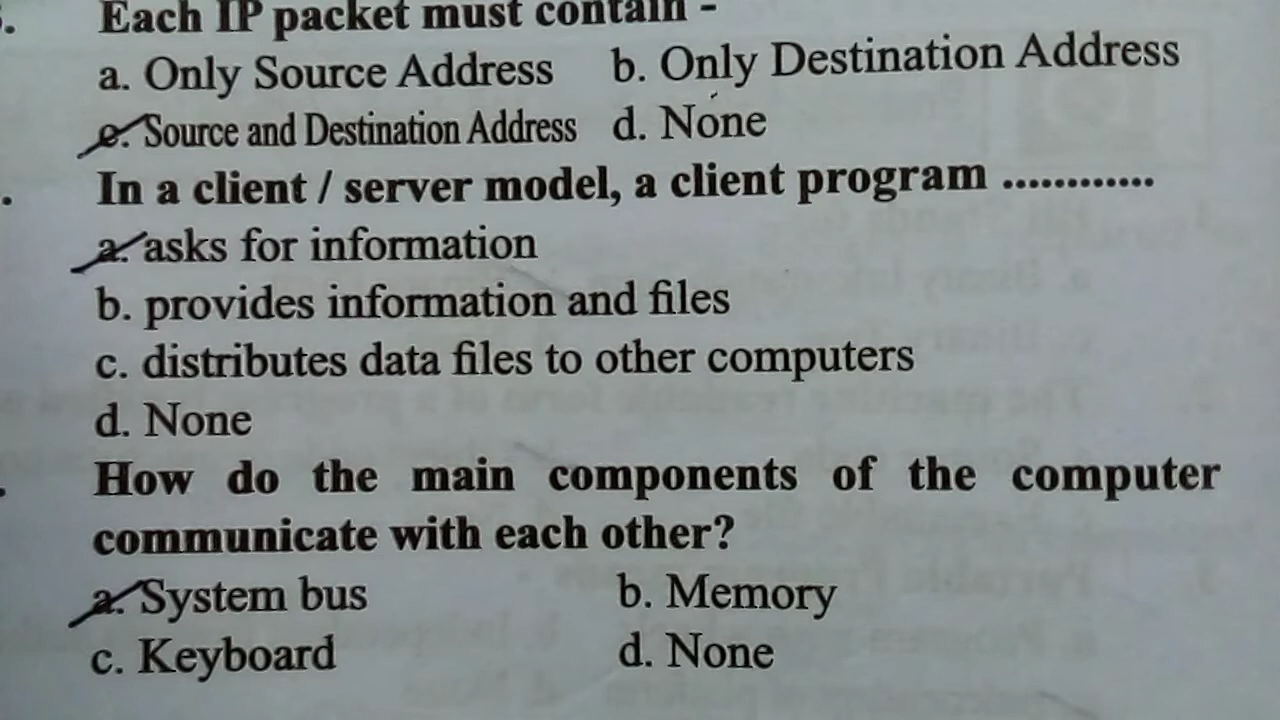 . Each IP packet must contain -
a. Only Source Address b. Only Destination Address
c. Source and Destination Address d. None
. In a client / server model, a client program ............
a. asks for information
b. provides information and files
c. distributes data files to other computers
d. None
. How do the main components of the computer
communicate with each other?
a. System bus b. Memory
c. Keyboard d. None